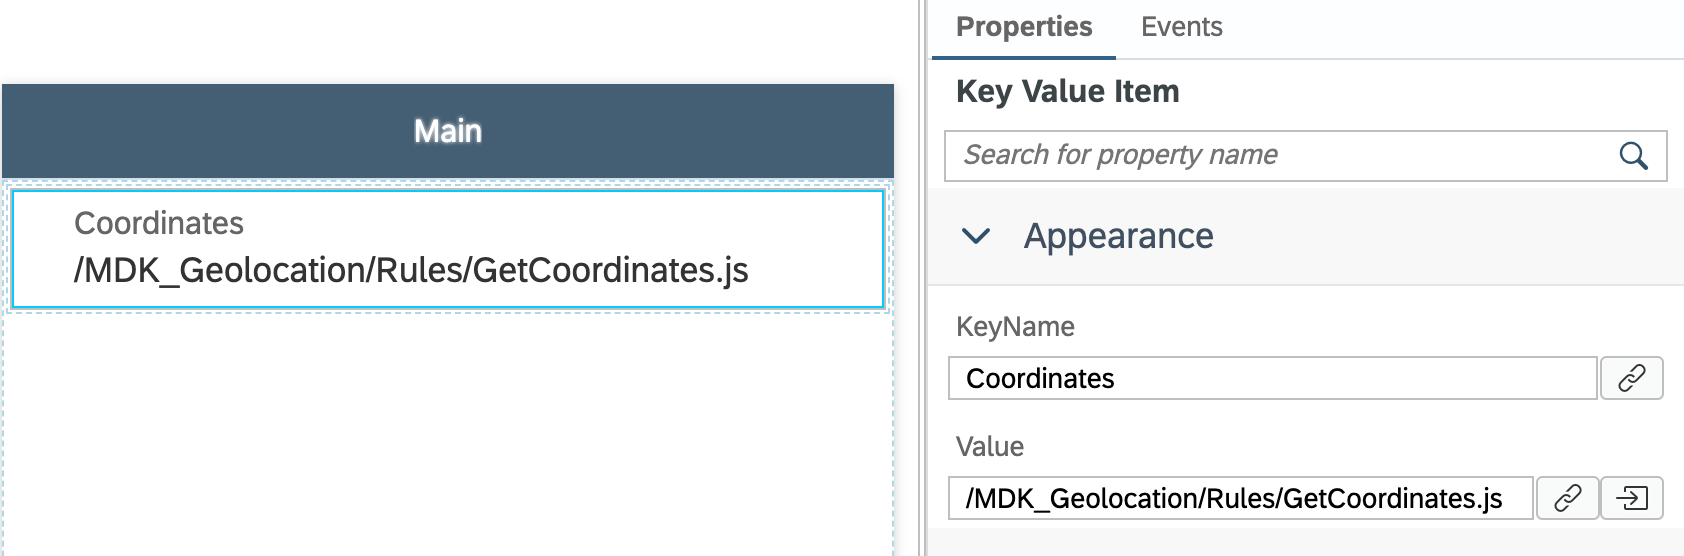 Main
Coordinates
/MDK_Geolocation/Rules/GetCoordinates.js
Properties Events
Key Value Item
Search for property name
Appearance
KeyName
Coordinates
Value
/MDK_Geolocation/Rules/GetCoordinates.js